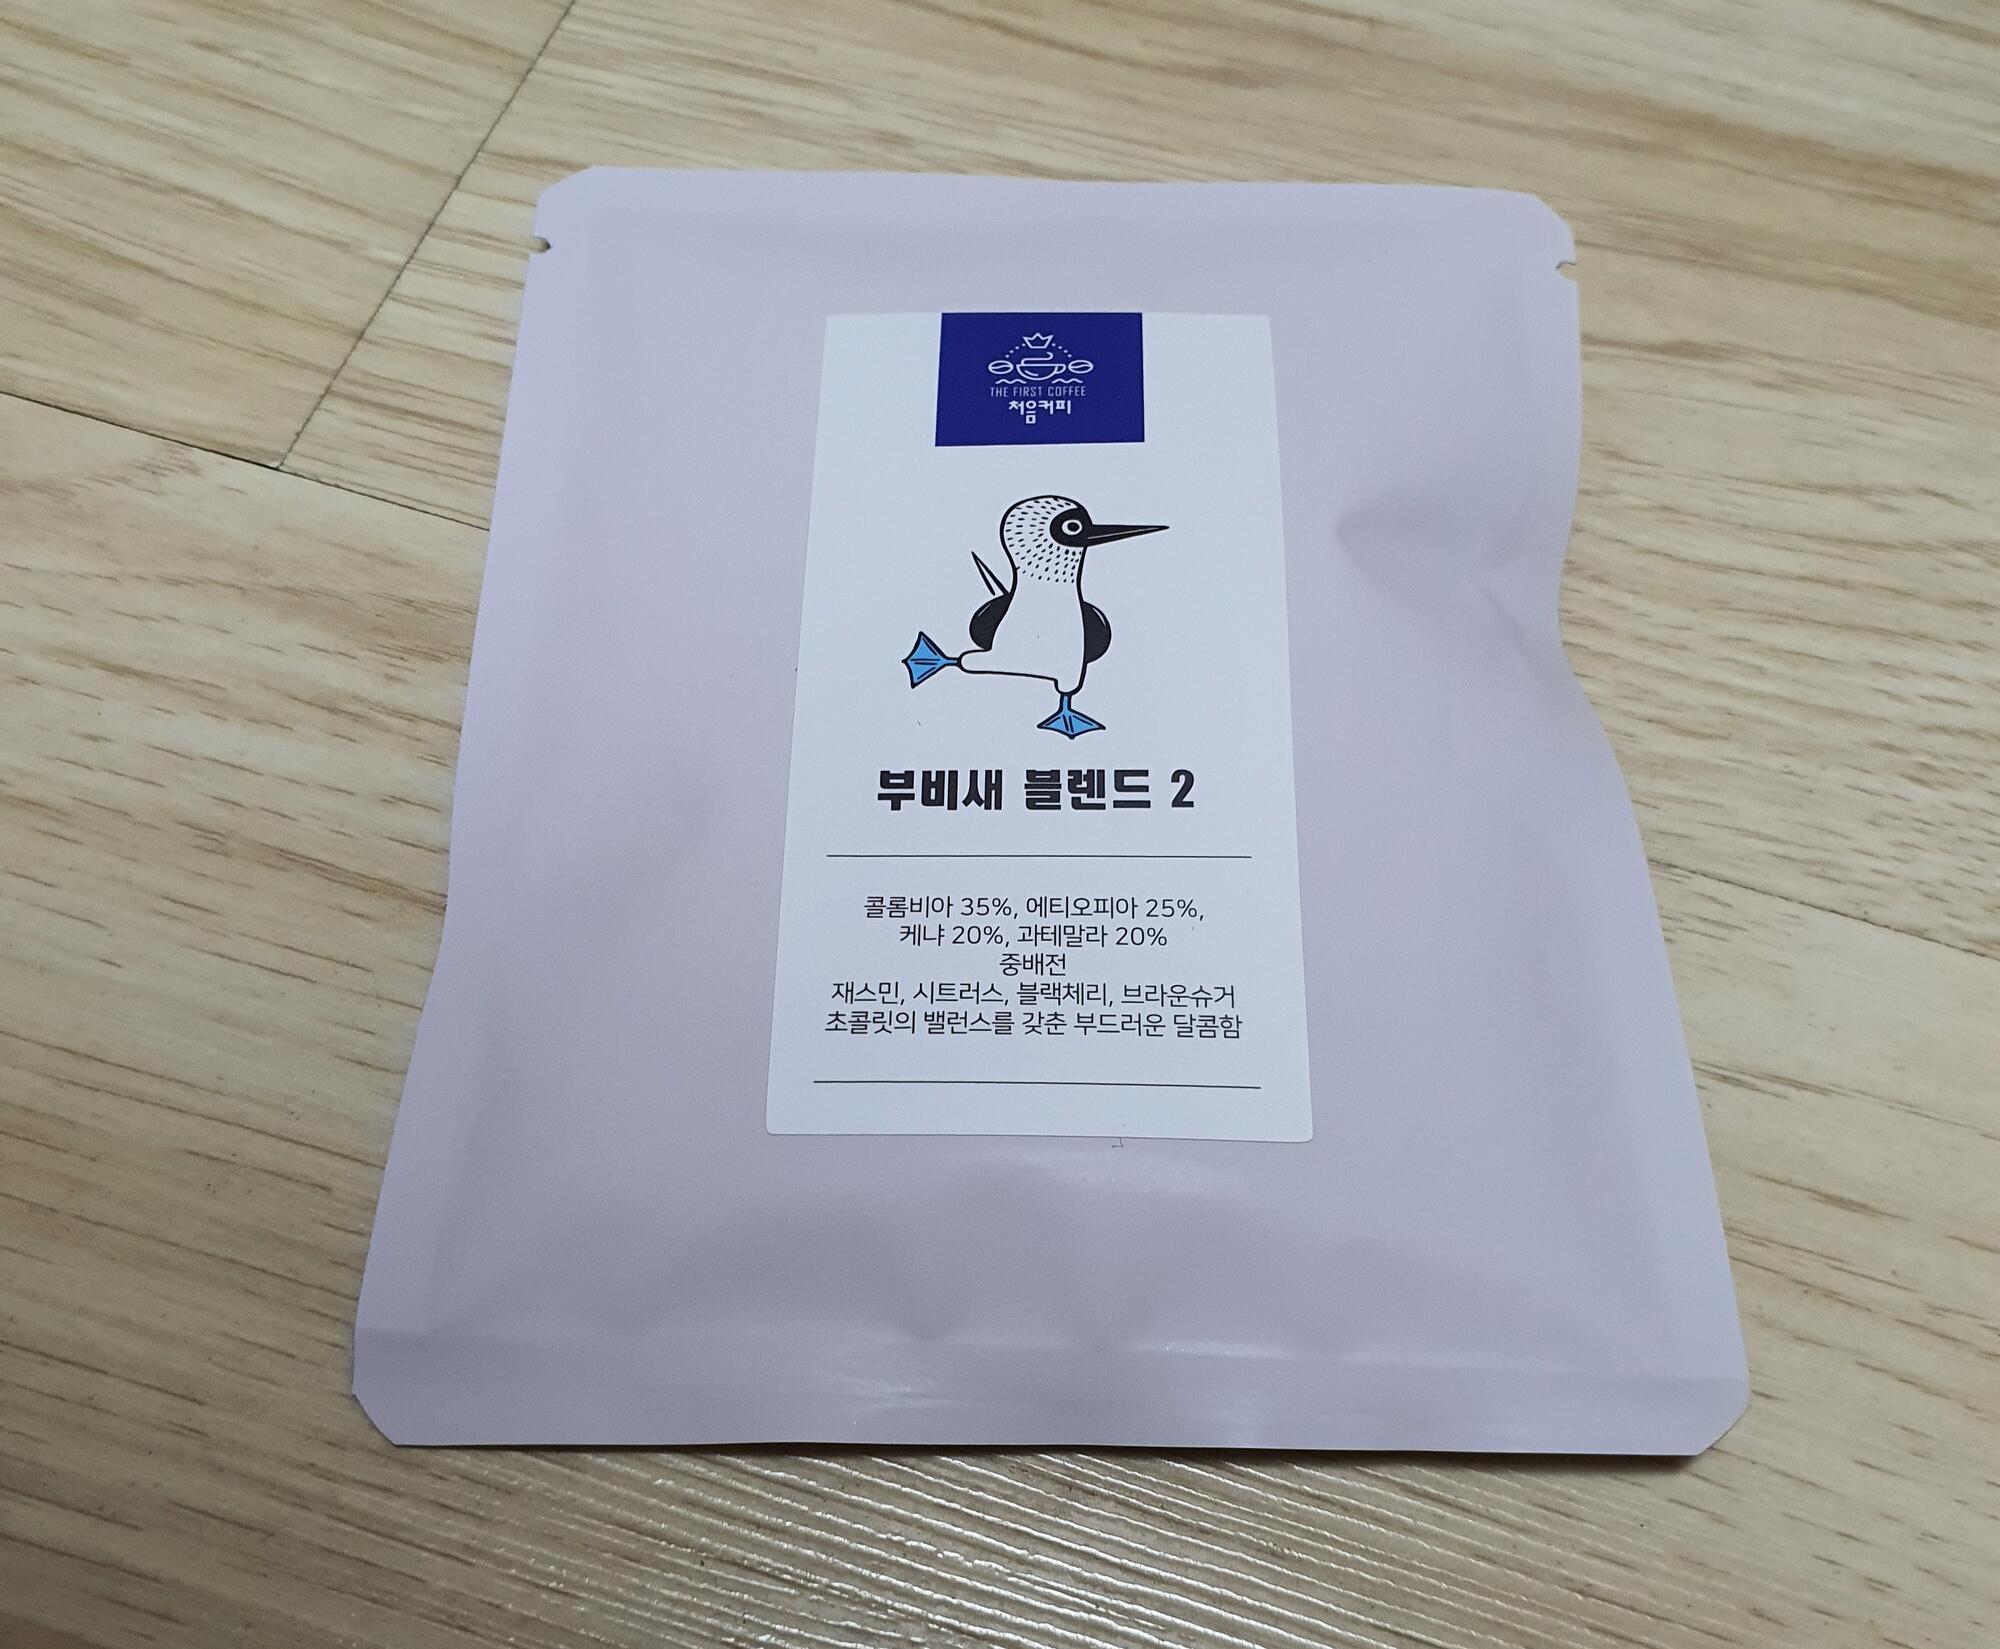 THE FIRST COFFEE
처음커피
부비새 블렌드 2
콜롬비아 35%, 에티오피아 25%,
케냐 20%, 과테말라 20%
중배전
재스민, 시트러스, 블랙체리, 브라운슈거
초콜릿의 밸런스를 갖춘 부드러운 달콤함